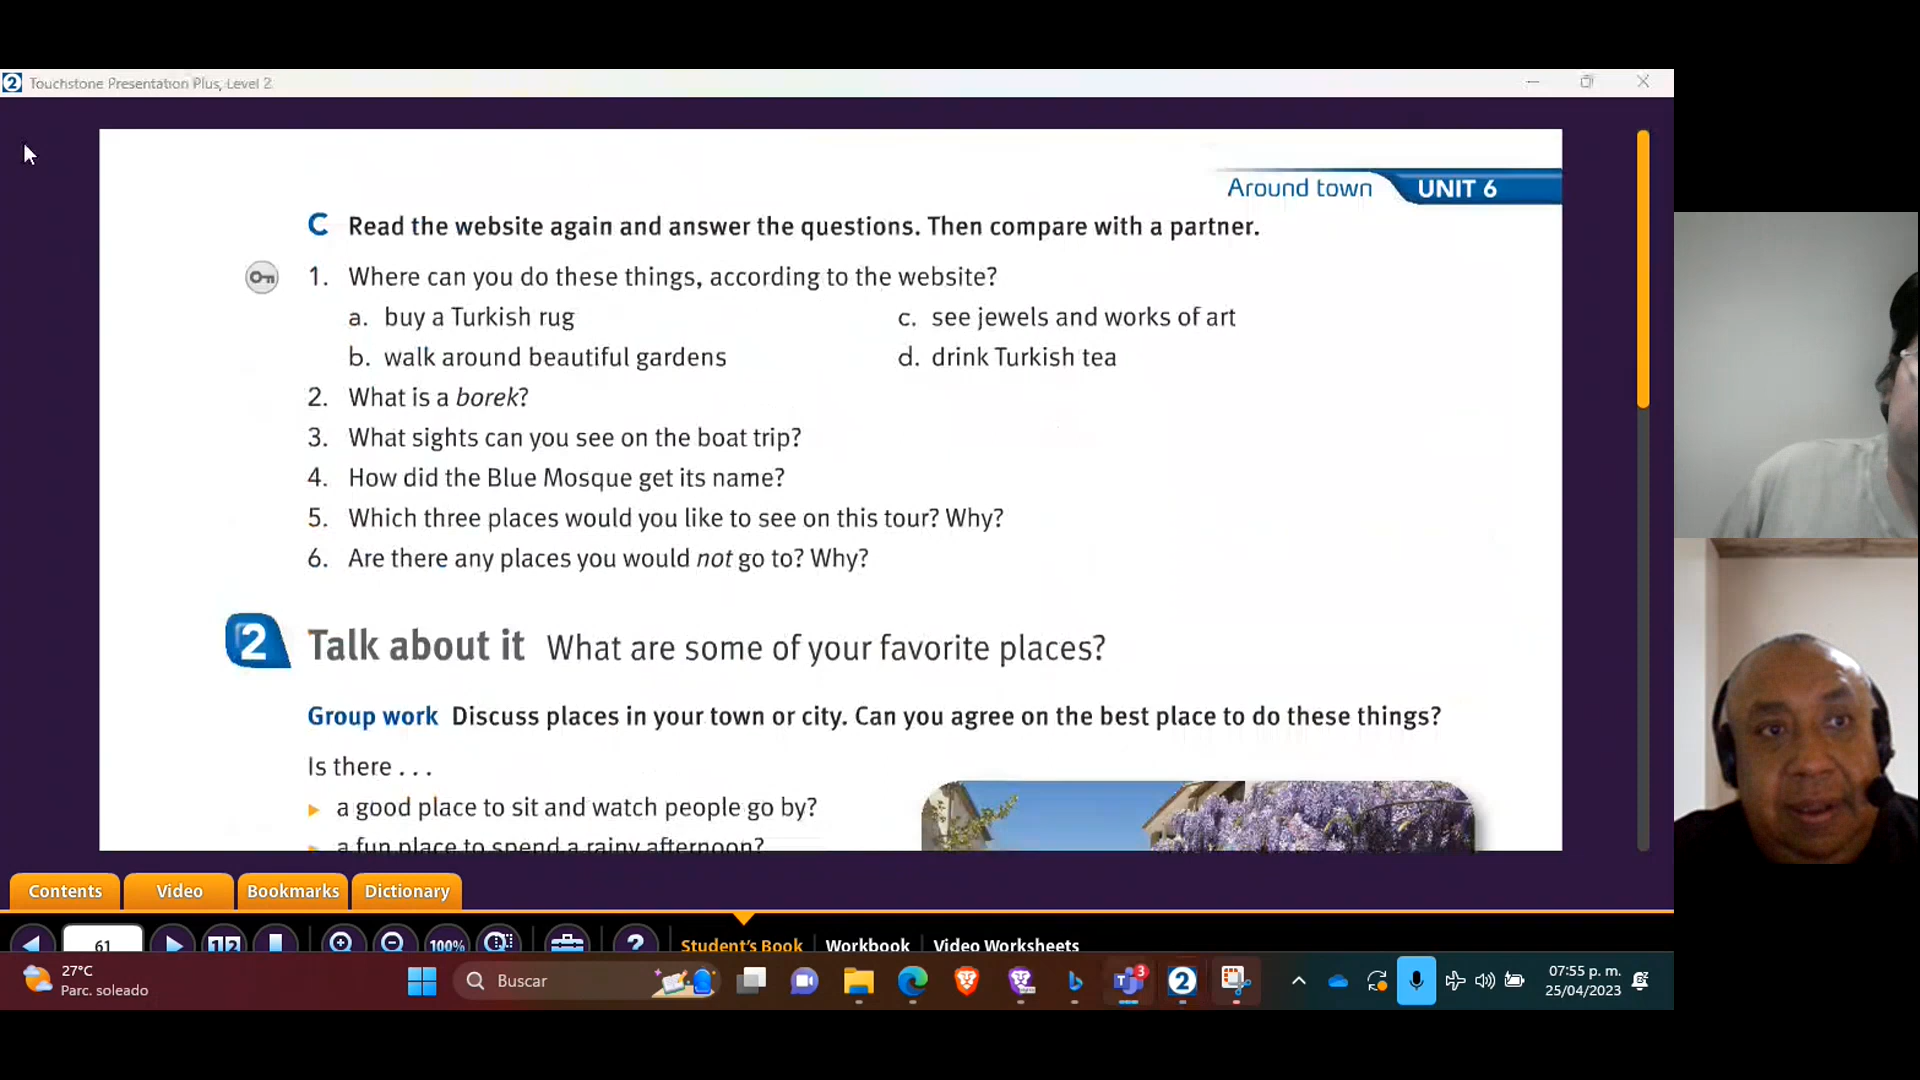 Touchstone Presentation Plus, Level 2
Around town UNIT 6
C Read the website again and answer the questions. Then compare with a partner.
1. Where can you do these things, according to the website?
a. buy a Turkish rug
c. see jewels and works of art
b. walk around beautiful gardens
d. drink Turkish tea
2. What is a borek?
3. What sights can you see on the boat trip?
4. How did the Blue Mosque get its name?
5. Which three places would you like to see on this tour? Why?
6. Are there any places you would not go to? Why?
2 Talk about it What are some of your favorite places?
Group work Discuss places in your town or city. Can you agree on the best place to do these things?
Is there . . .
a good place to sit and watch people go by?
a fun place to spend a rainy afternoon?
Contents Video Bookmarks Dictionary
61 1 2 100% ? Student's Book Workbook Video Worksheets
27°C
Parc. soleado
Buscar
3
2
07:55 p. m.
25/04/2023